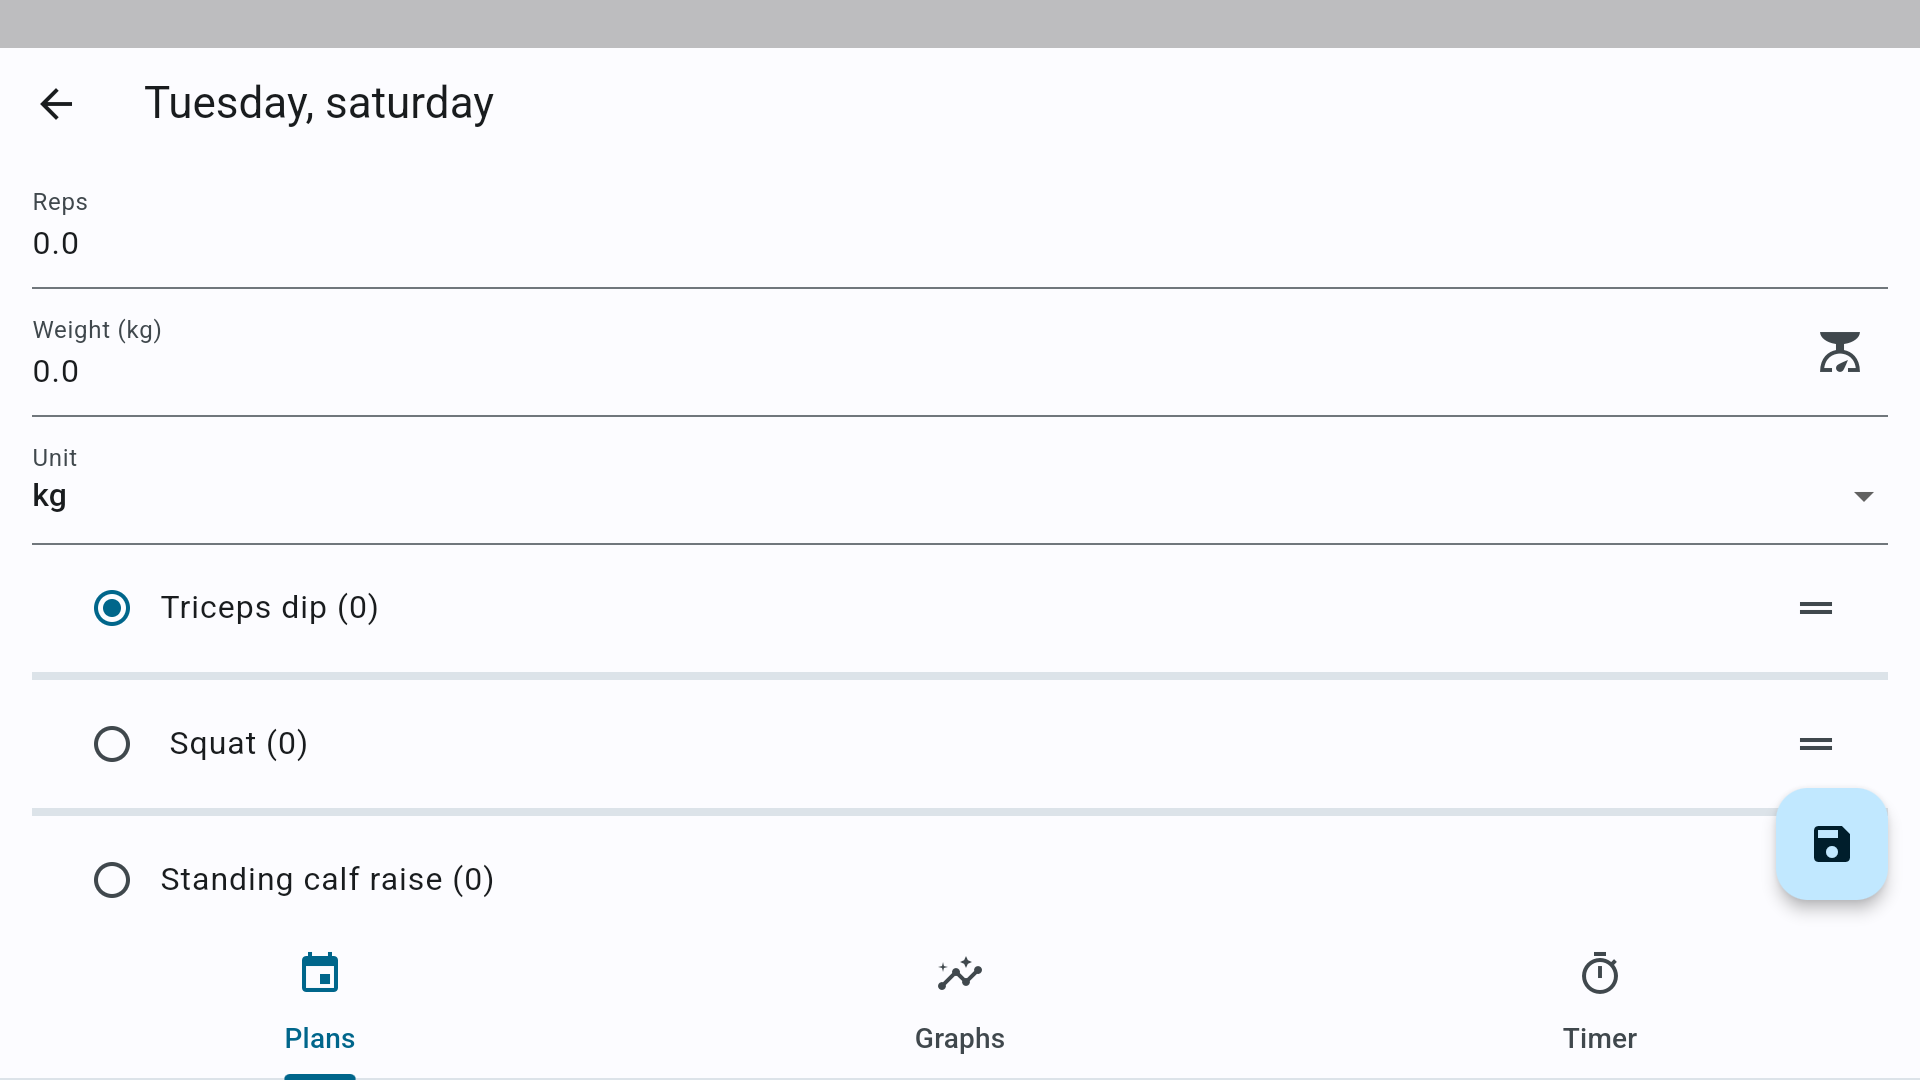 Tuesday, saturday
Reps
0.0
Weight (kg)
0.0
Unit
kg
Triceps dip (0)
Squat (0)
Standing calf raise (0)
Plans
Graphs
Timer